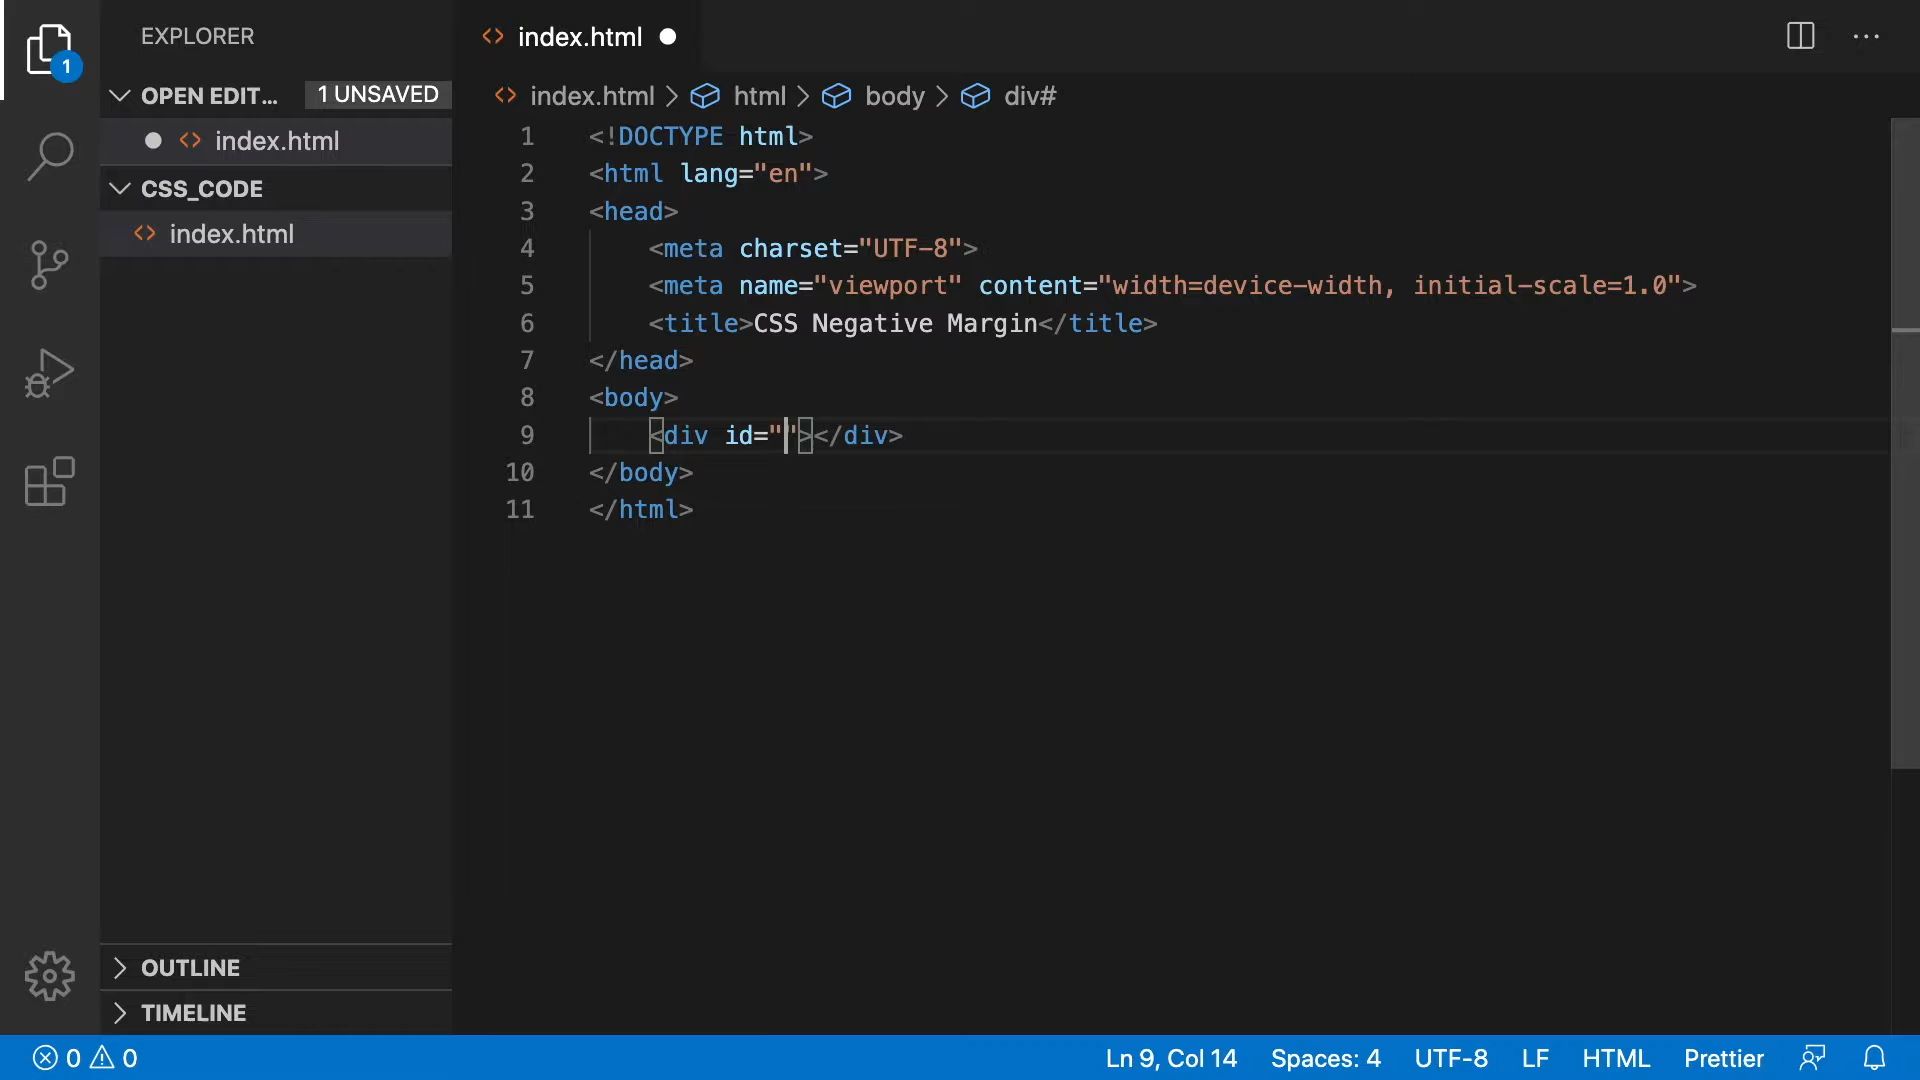 EXPLORER
1
OPEN EDIT... 1 UNSAVED
index.html
CSS_CODE
index.html
OUTLINE
TIMELINE
index.html
index.html > html > body > div#
1 <!DOCTYPE html>
2 <html lang="en">
3 <head>
4 <meta charset="UTF-8">
5 <meta name="viewport" content="width=device-width, initial-scale=1.0">
6 <title>CSS Negative Margin</title>
7 </head>
8 <body>
9 <div id=""></div>
10 </body>
11 </html>
0 0 Ln 9, Col 14 Spaces: 4 UTF-8 LF HTML Prettier